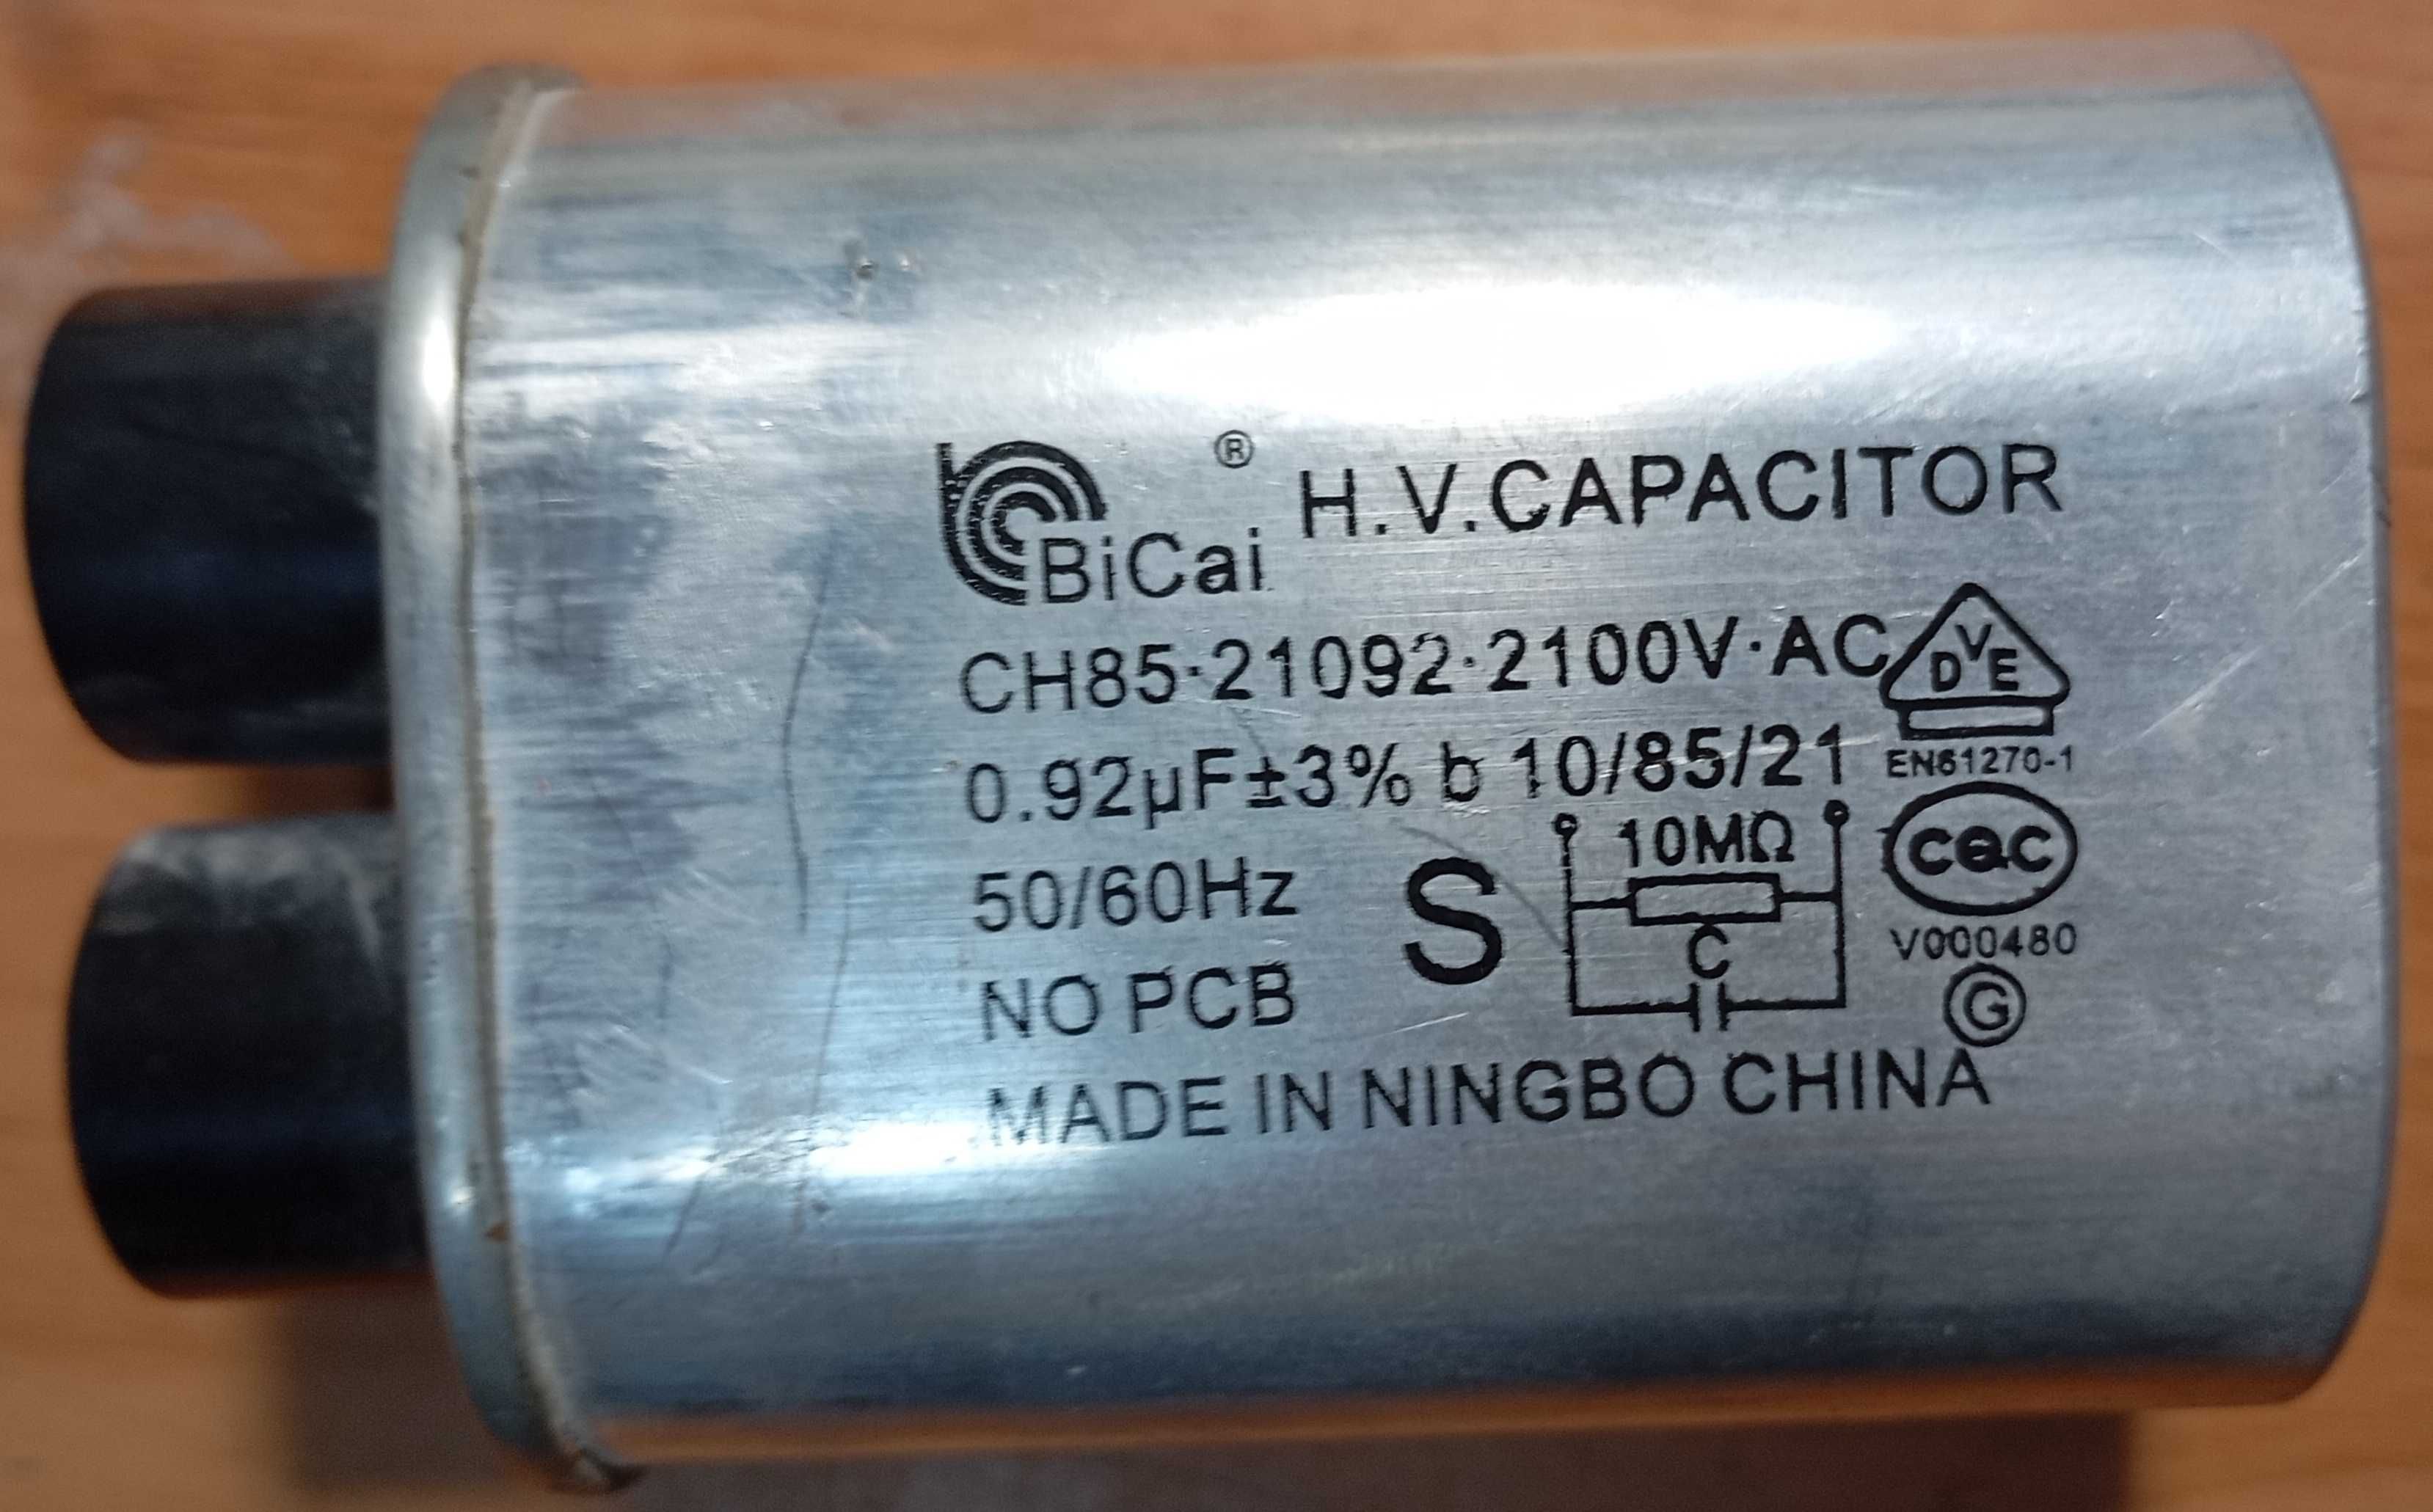 BiCai ® H.V.CAPACITOR
CH85·21092·2100V·AC
DVE
0.92µF±3% b 10/85/21
EN61270-1
10MΩ
CQC
50/60Hz S
C
V000480
NO PCB
G
MADE IN NINGBO CHINA